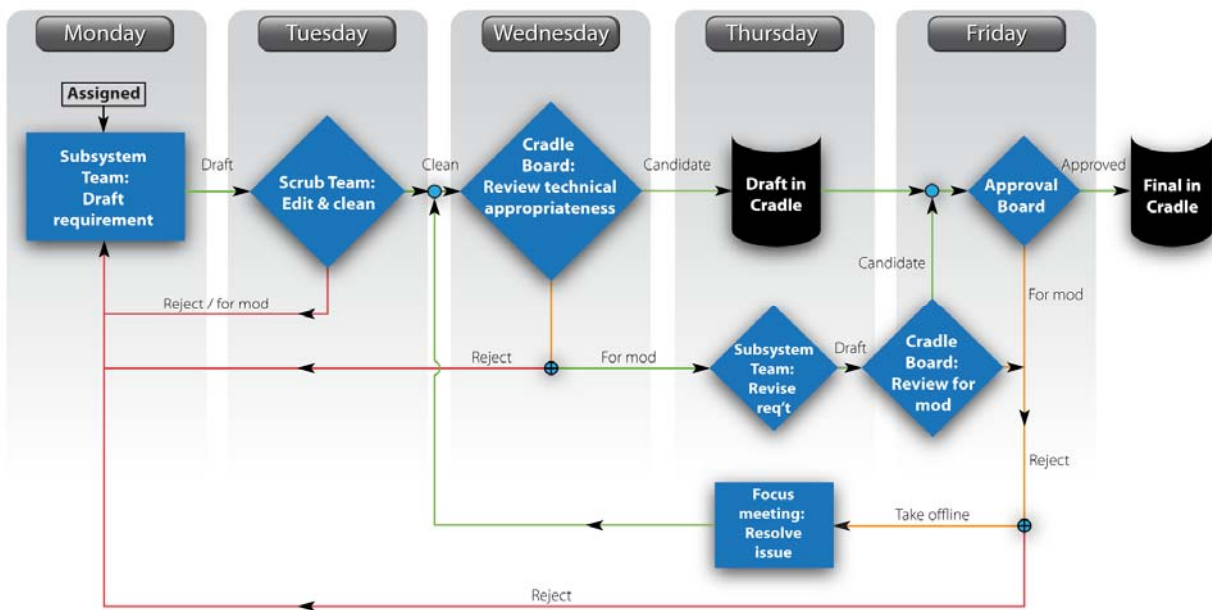 Monday
Tuesday
Wednesday
Thursday
Friday
Assigned
Subsystem
Team:
Draft
requirement
Draft
Scrub Team:
Edit & clean
Clean
Cradle
Board:
Review technical
appropriateness
Candidate
Draft in
Cradle
Approval
Board
Approved
Final in
Cradle
Reject / for mod
Candidate
For mod
Reject
For mod
Subsystem
Team:
Revise
req't
Draft
Cradle
Board:
Review for
mod
Reject
Focus
meeting:
Resolve
issue
Take offline
Reject